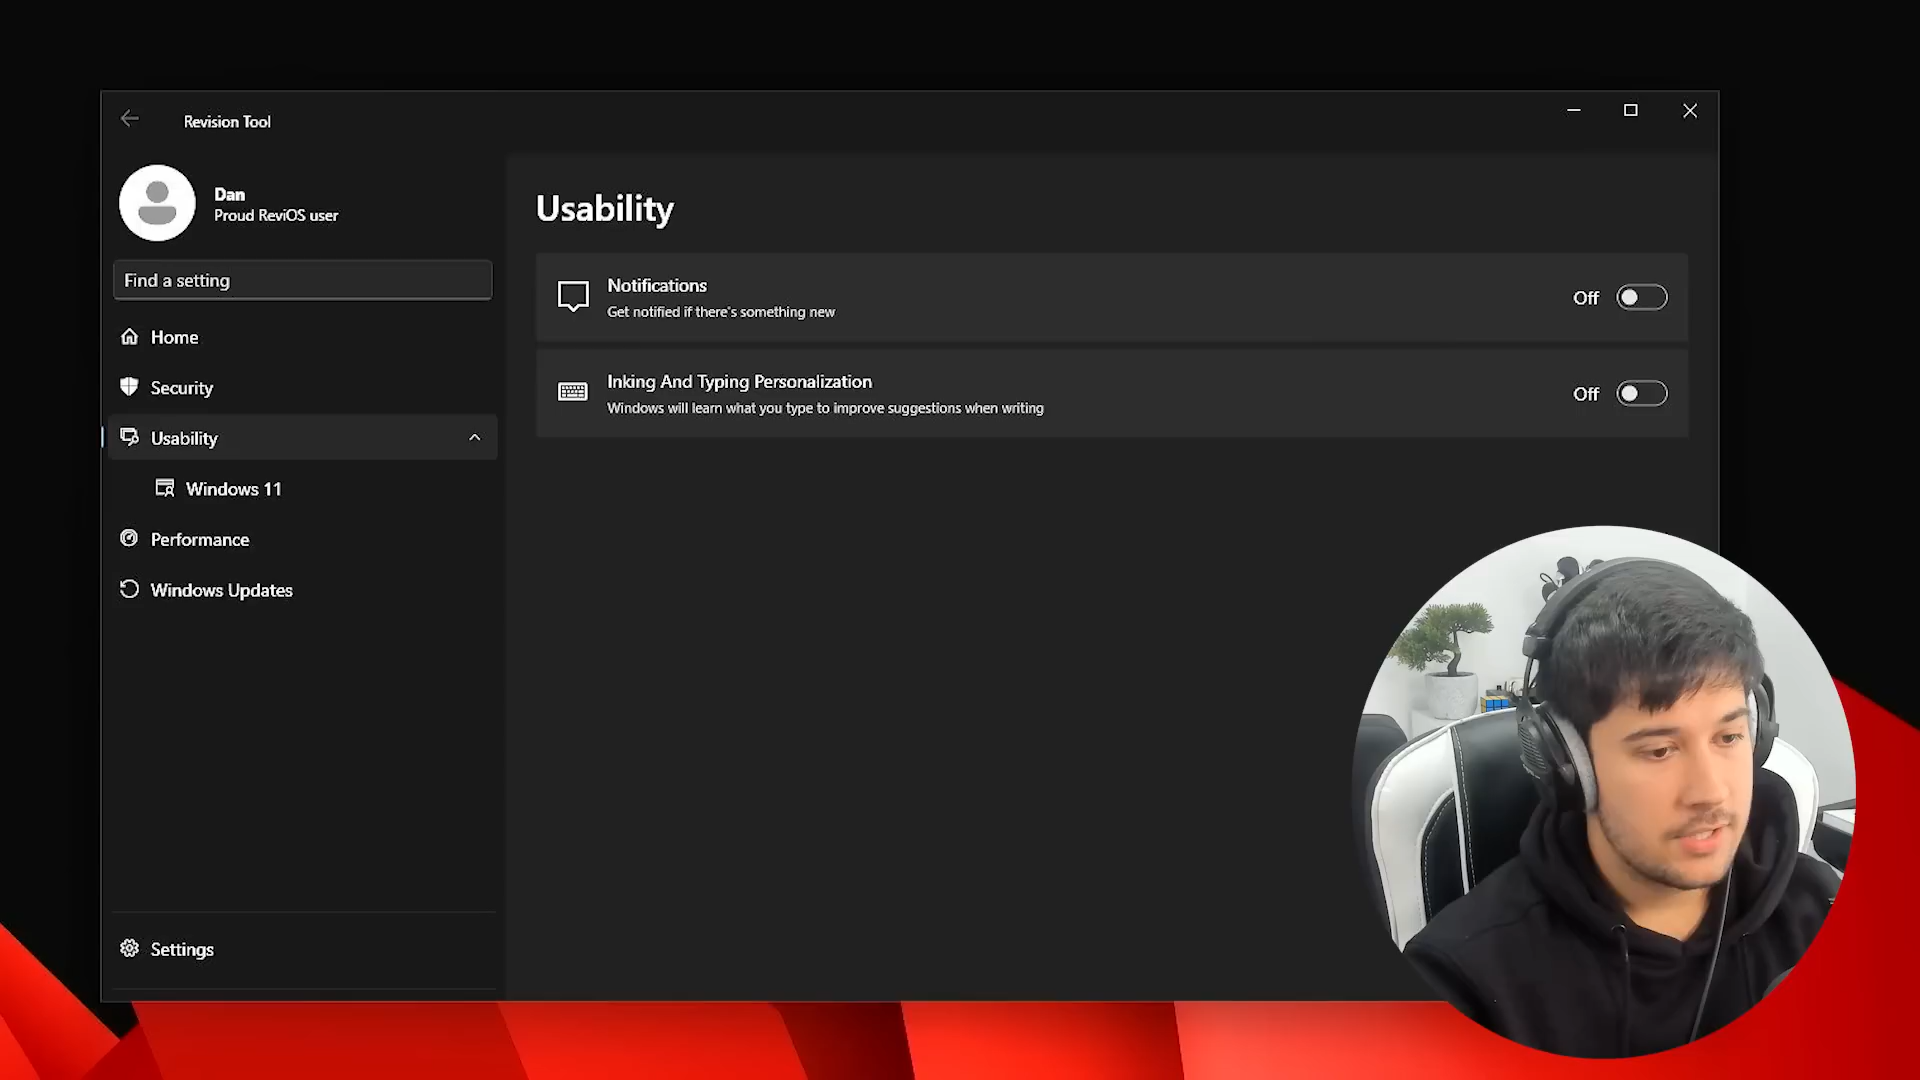 Revision Tool
Dan
Proud ReviOS user
Find a setting
Home
Security
Usability
Windows 11
Performance
Windows Updates
Settings
Usability
Notifications
Get notified if there's something new
Off
Inking And Typing Personalization
Windows will learn what you type to improve suggestions when writing
Off